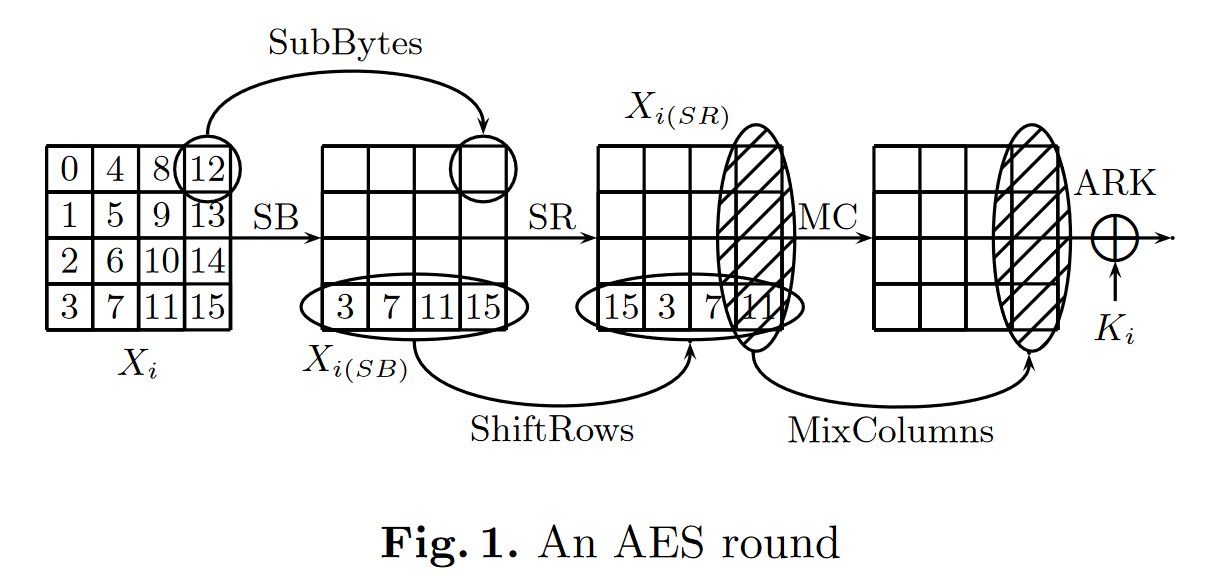 SubBytes
X_{i(SR)}
0 4 8 12
ARK
1 5 9 13
SB
SR
MC
2 6 10 14
3 7 11 15
3 7 11 15
15 3 7 11
K_i
X_i
X_{i(SB)}
ShiftRows
MixColumns
Fig. 1. An AES round